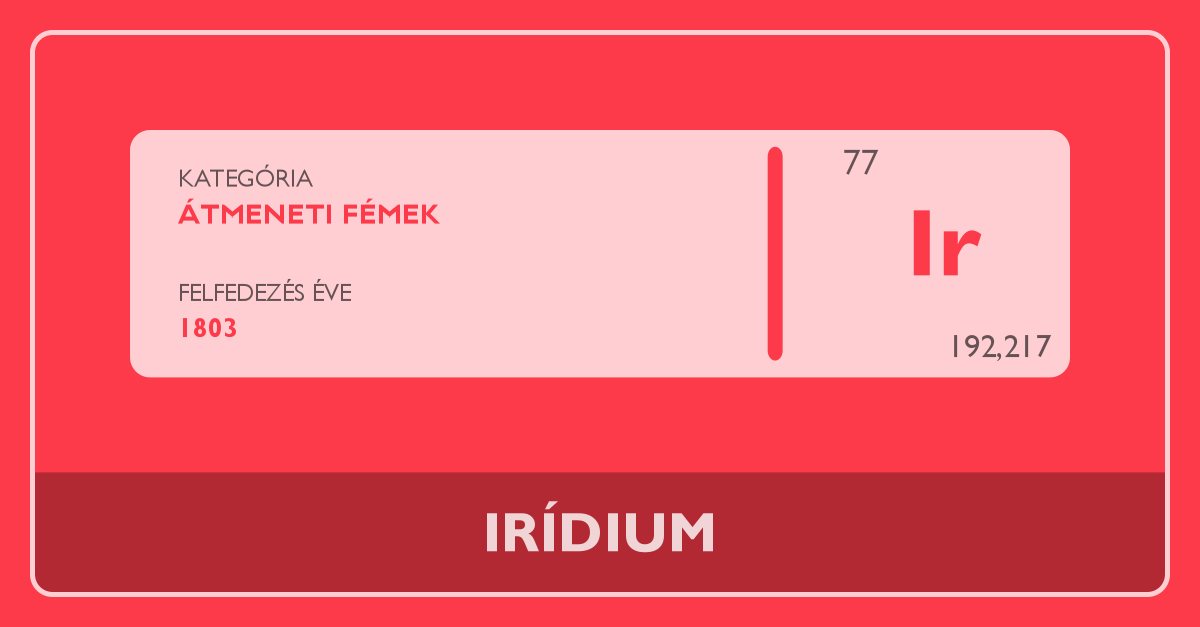 KATEGÓRIA
ÁTMENETI FÉMEK
FELFEDEZÉS ÉVE
1803
77
Ir
192,217
IRÍDIUM